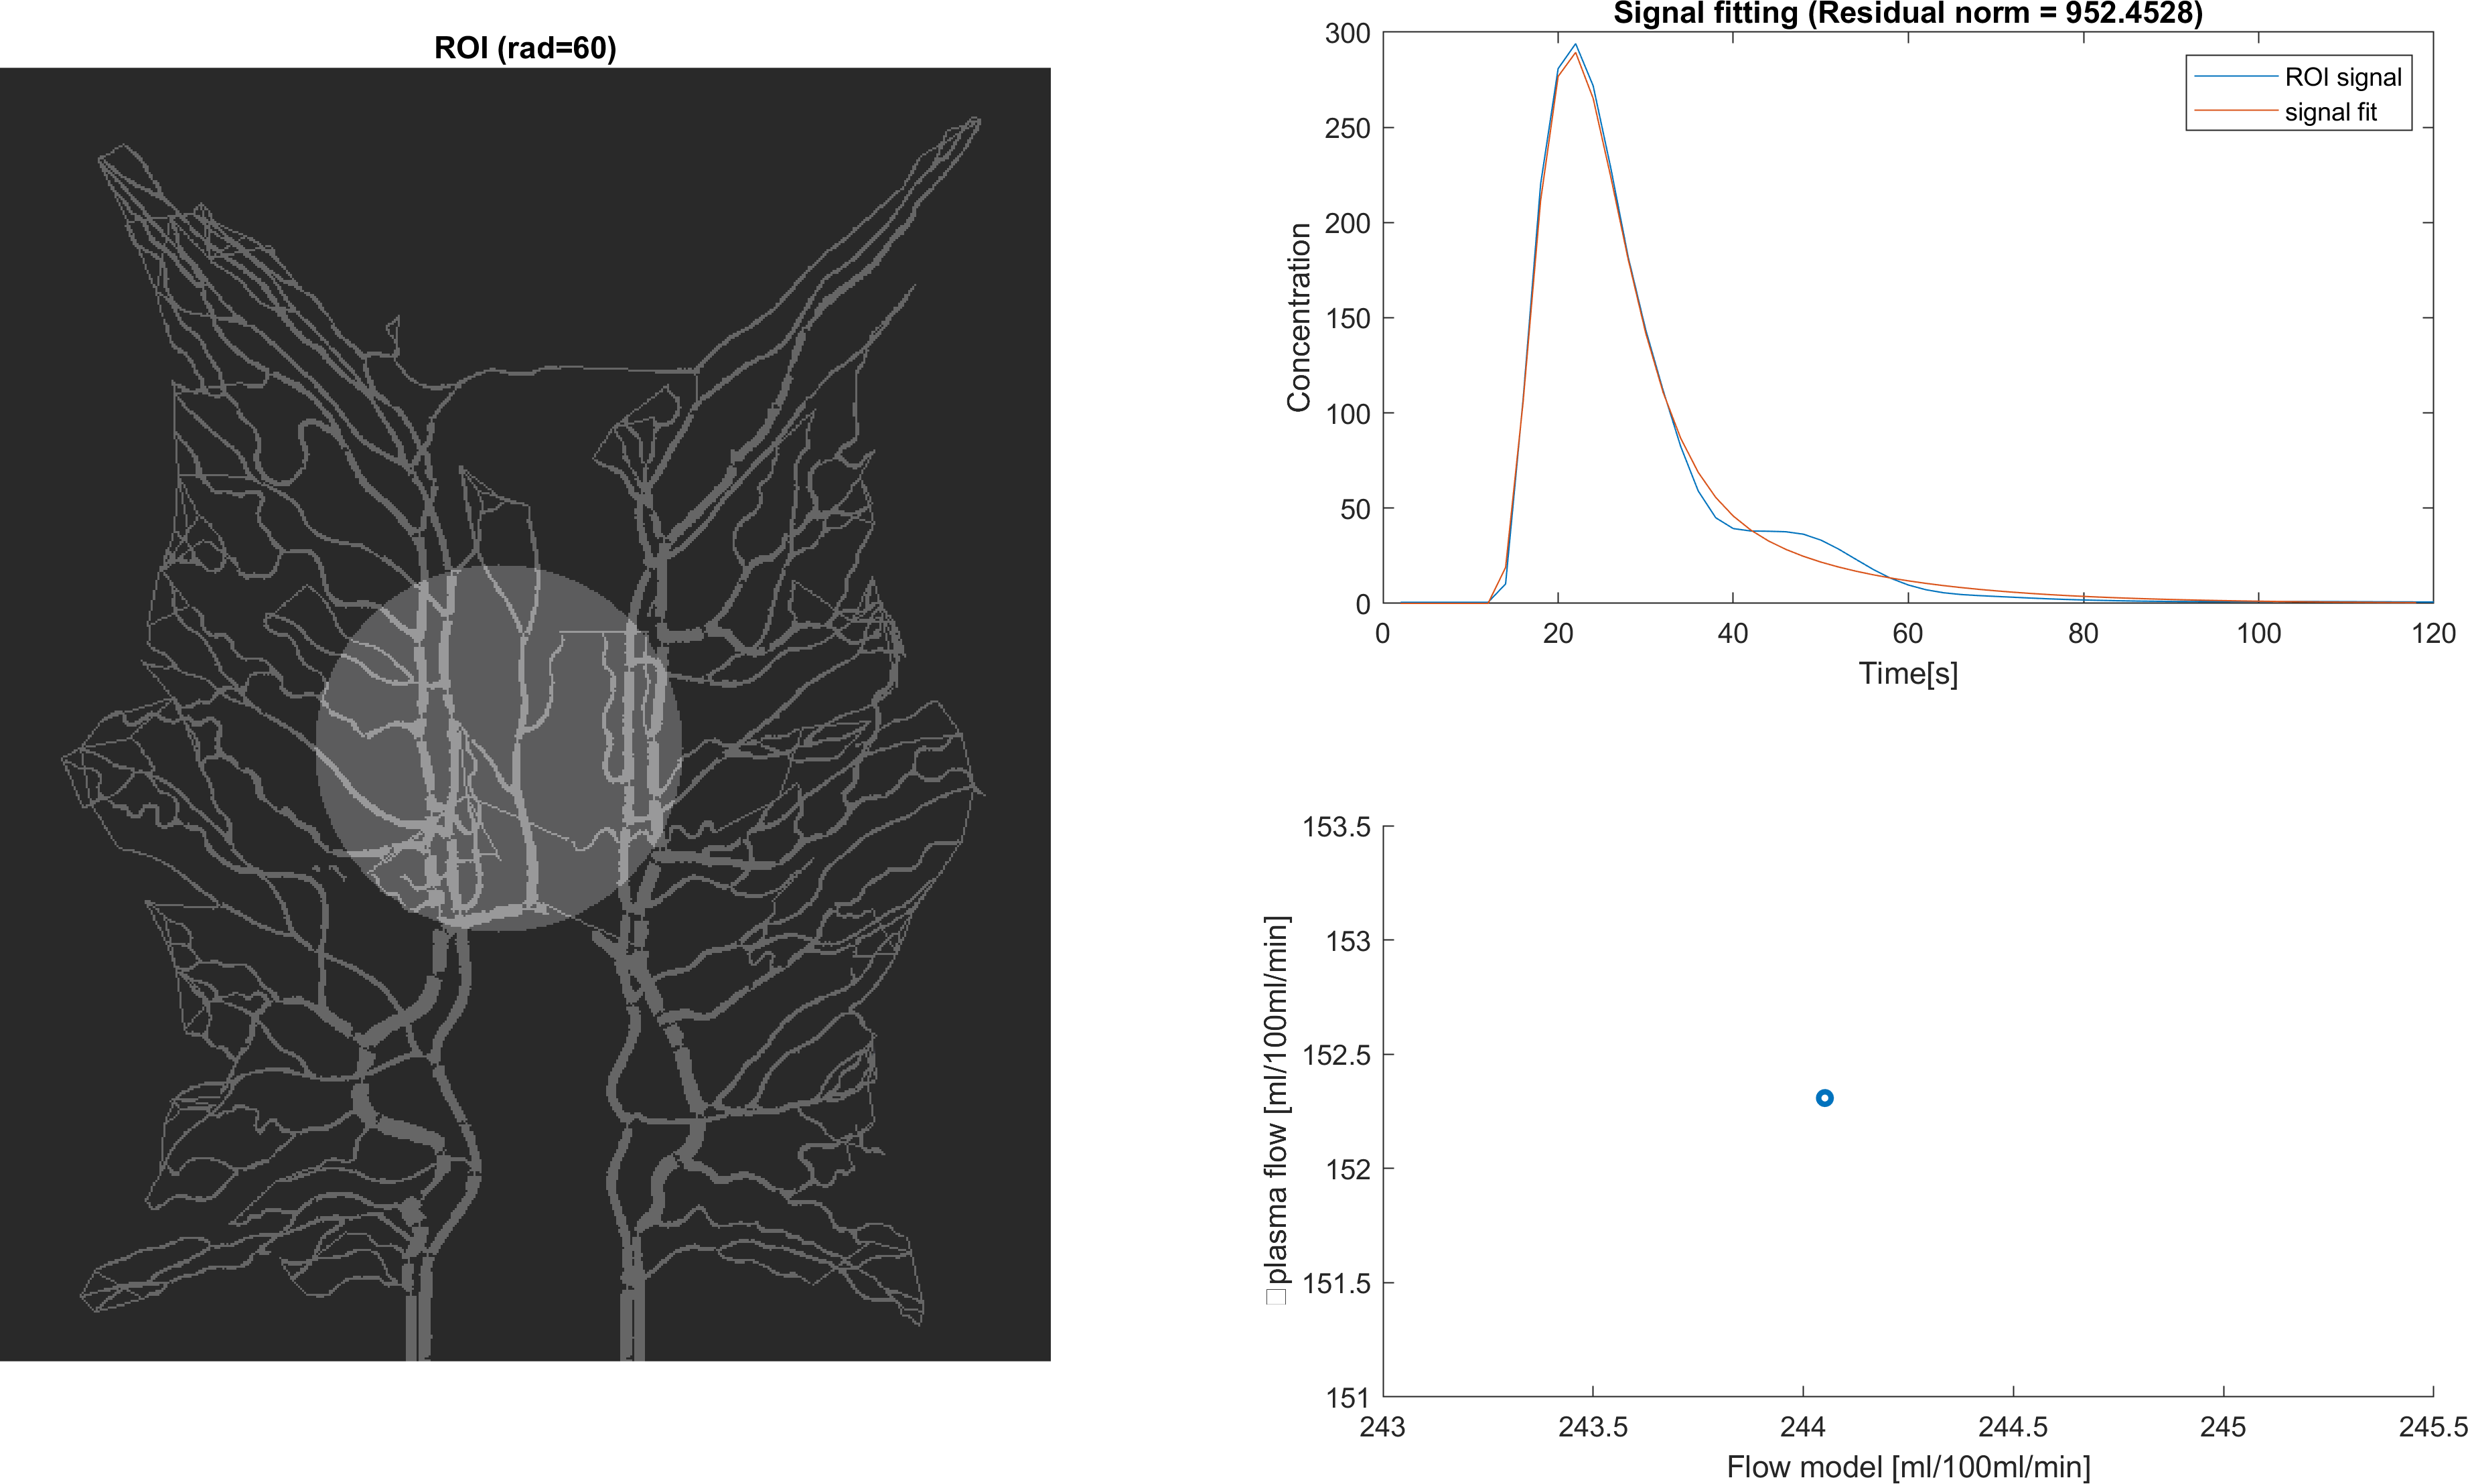 ROI (rad=60)
Signal fitting (Residual norm = 952.4528)
300
250
200
150
100
50
0
Concentration
ROI signal
signal fit
0 20 40 60 80 100 120
Time[s]
153.5
153
152.5
152
151.5
151
□plasma flow [ml/100ml/min]
243 243.5 244 244.5 245 245.5
Flow model [ml/100ml/min]